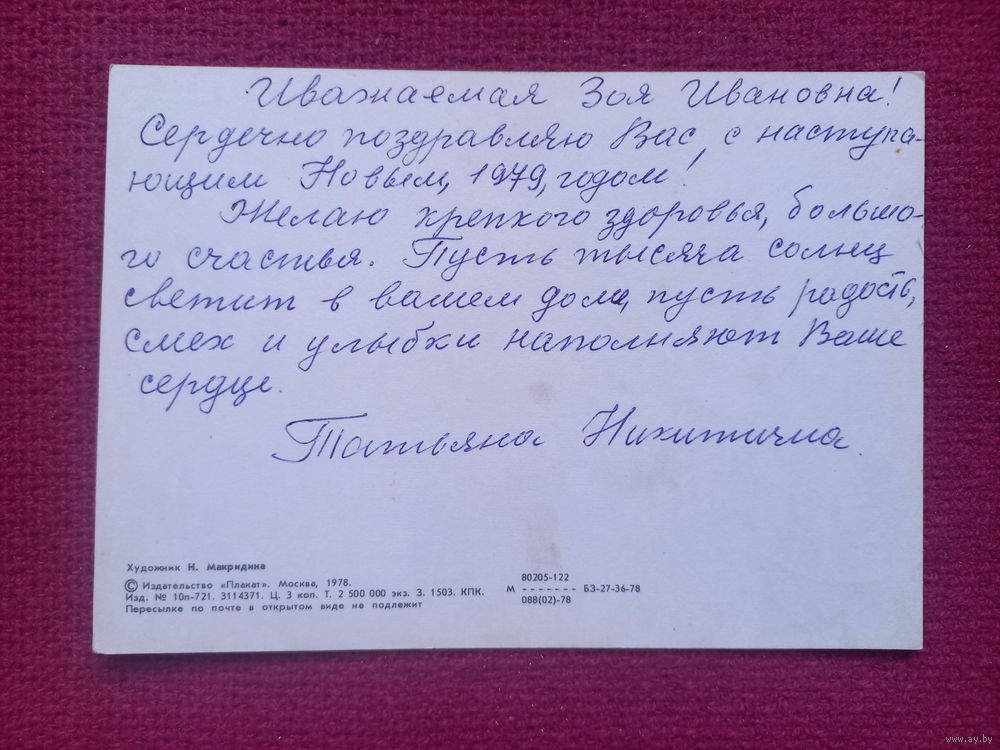 Уважаемая Зоя Ивановна!
Сердечно поздравляю Вас, с наступа-
ющим Новым, 1979, годом!
Желаю крепкого здоровья, большо-
го счастья. Пусть тысяча солнц
светит в вашем доме, пусть радость,
смех и улыбки наполняют Ваше
сердце.
Татьяна Никитична
Художник Н. Макридина
© Издательство «Плакат». Москва, 1978.
Изд. № 10п-721. 3114371. Ц. 3 коп. Т. 2 500 000 экз. З. 1503. КПК.
Пересылке по почте в открытом виде не подлежит
80205-122
М ------- БЗ-27-36-78
088(02)-78
www.ay.by